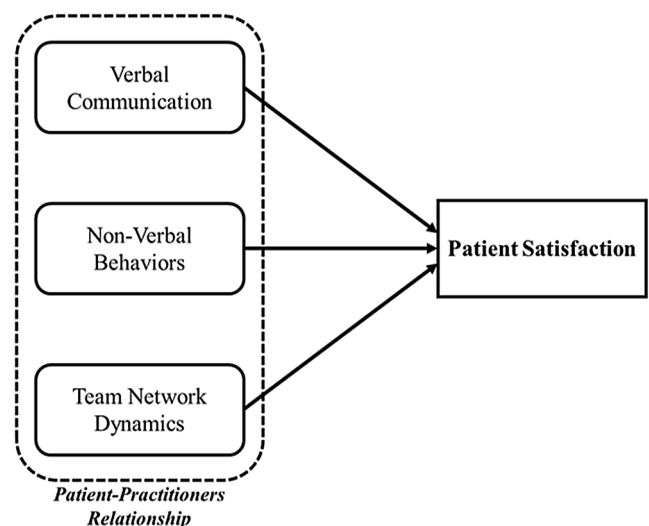 Verbal
Communication
Non-Verbal
Behaviors
Patient Satisfaction
Team Network
Dynamics
Patient-Practitioners
Relationship